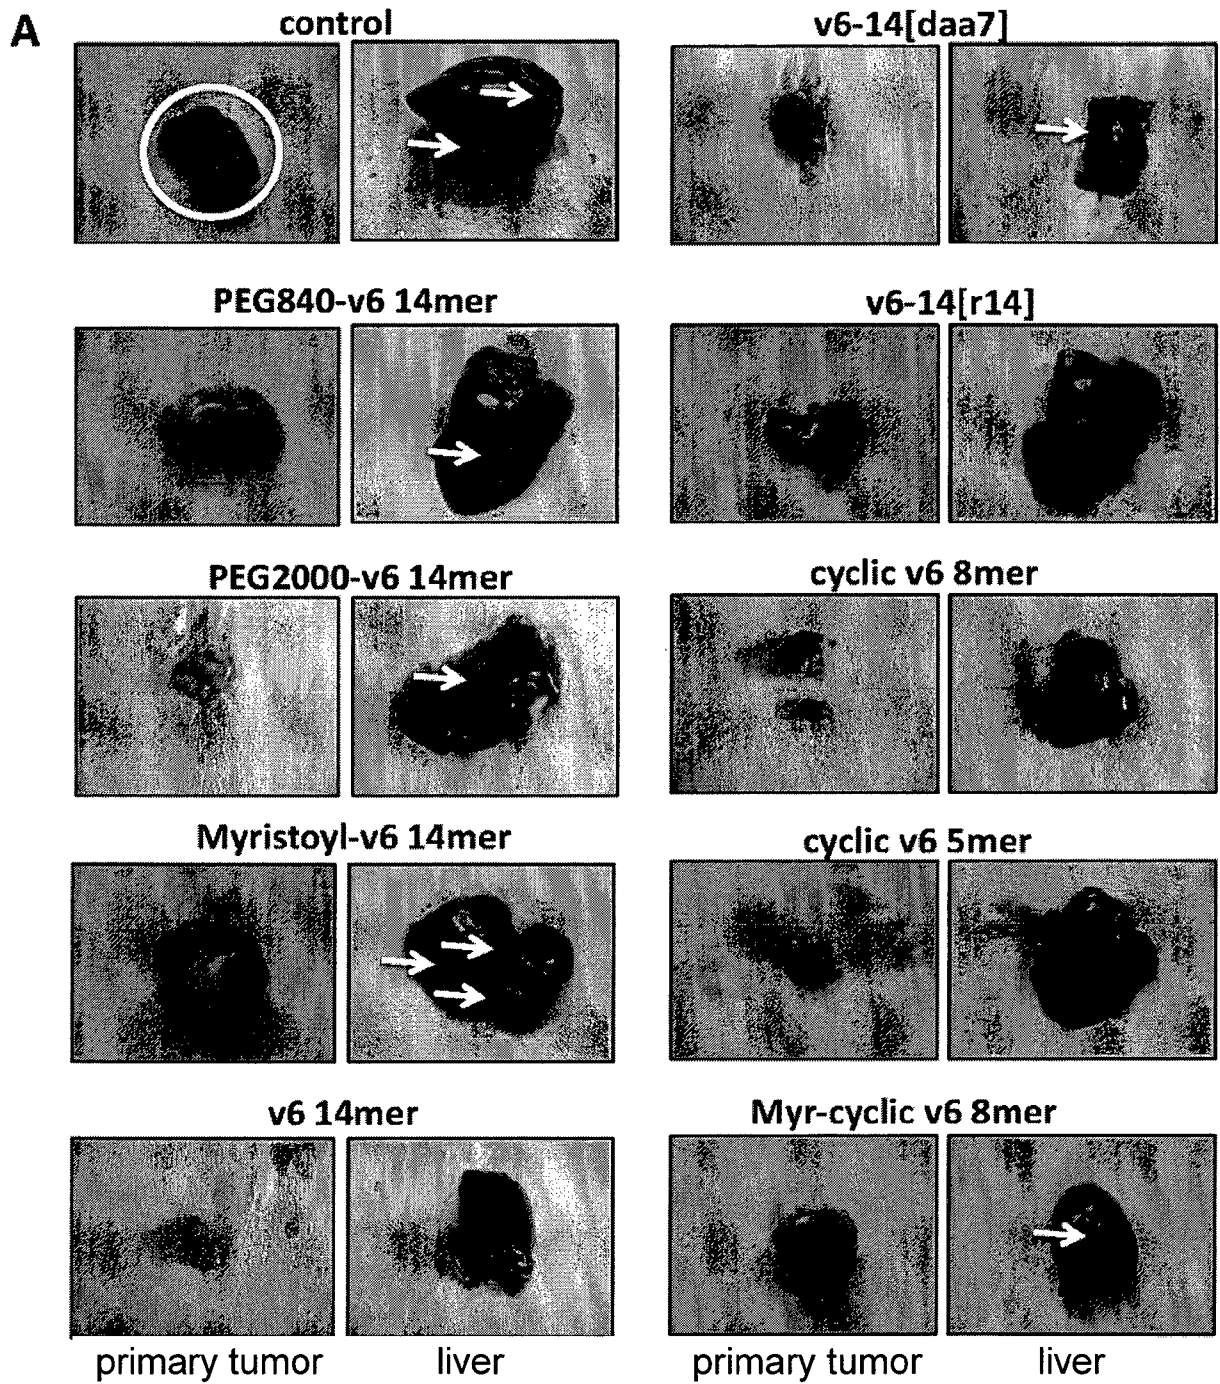 A
control
v6-14[daa7]
PEG840-v6 14mer
v6-14[r14]
PEG2000-v6 14mer
cyclic v6 8mer
Myristoyl-v6 14mer
cyclic v6 5mer
v6 14mer
Myr-cyclic v6 8mer
primary tumor liver primary tumor liver